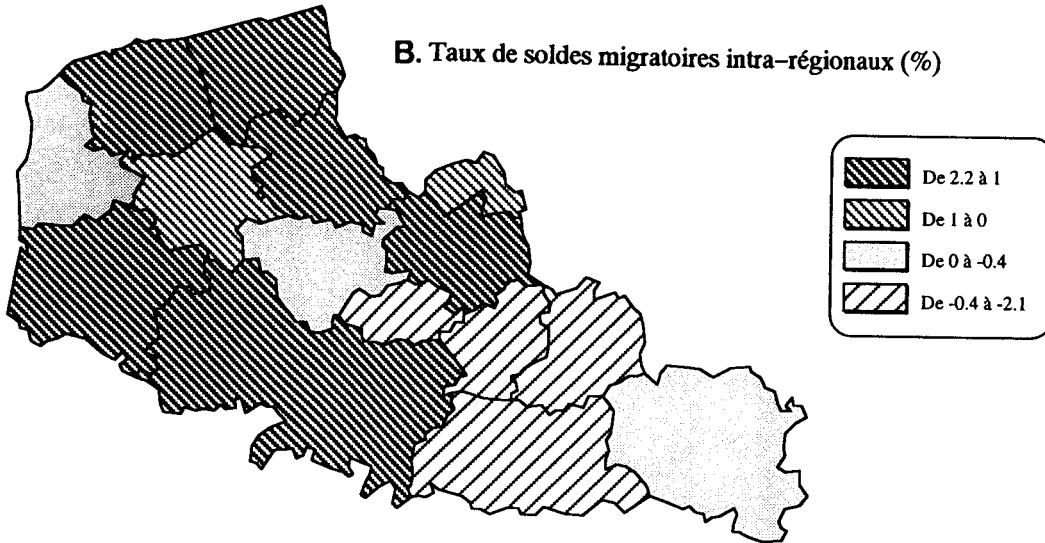 B. Taux de soldes migratoires intra–régionaux (%)
De 2.2 à 1
De 1 à 0
De 0 à -0.4
De -0.4 à -2.1